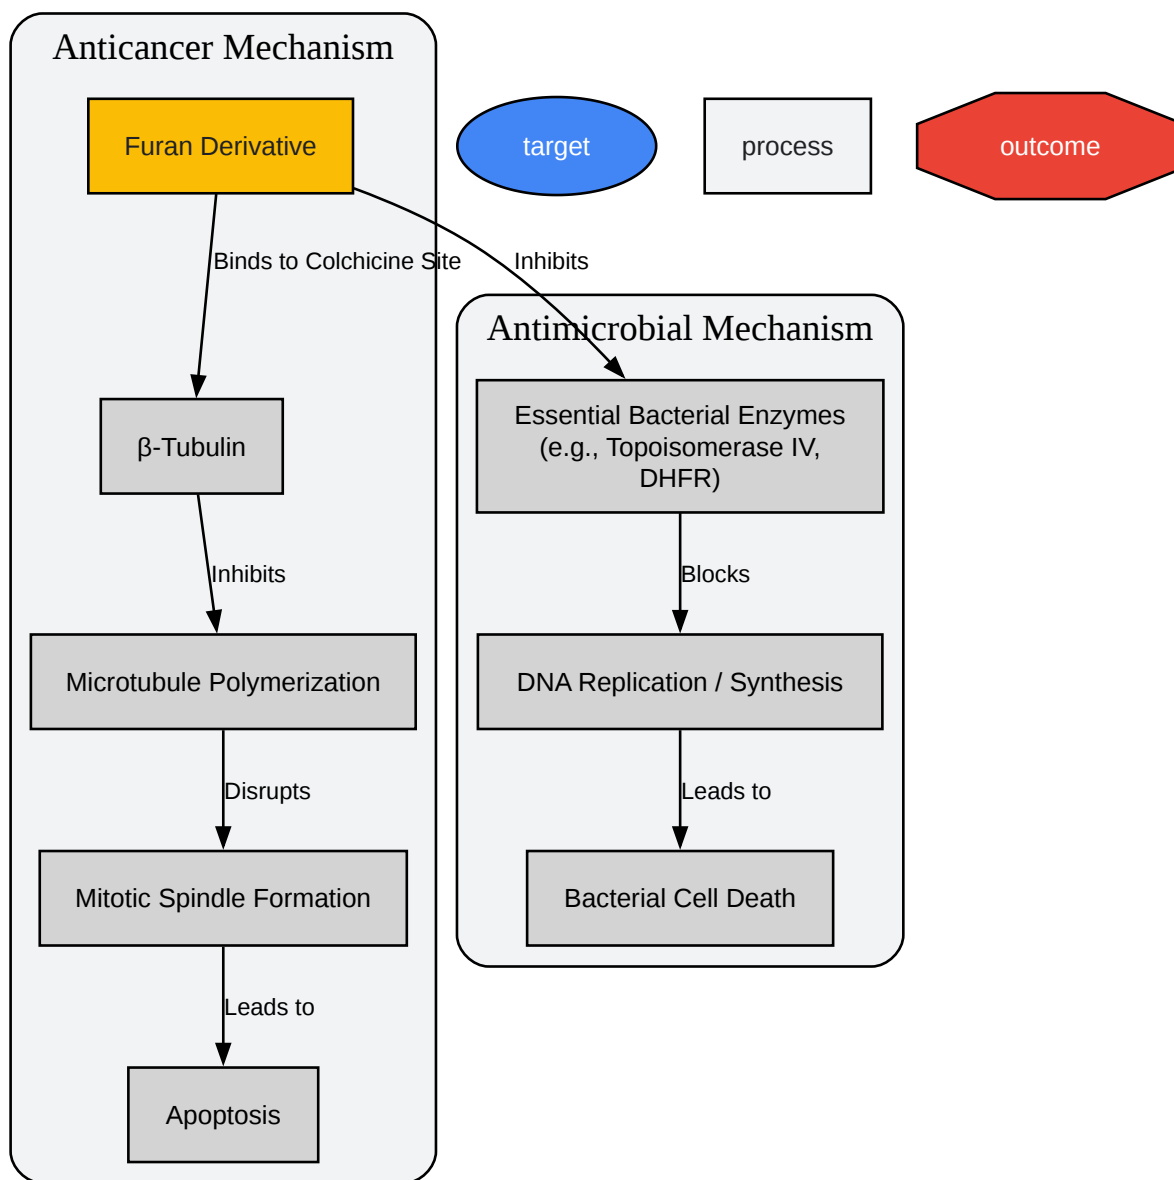 Anticancer Mechanism
Furan Derivative
target
process
outcome
Binds to Colchicine Site
Inhibits
Antimicrobial Mechanism
Essential Bacterial Enzymes
(e.g., Topoisomerase IV,
DHFR)
β-Tubulin
Inhibits
Blocks
Microtubule Polymerization
DNA Replication / Synthesis
Disrupts
Leads to
Mitotic Spindle Formation
Bacterial Cell Death
Leads to
Apoptosis